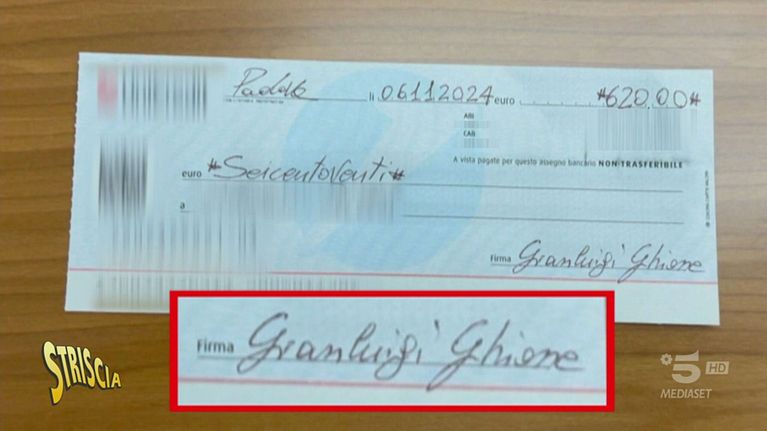 Padova li 06112024 euro #620,00#
ABI
CAB
A vista pagate per questo assegno bancario NON-TRASFERIBILE
euro #SeicentoVenti#
a
Firma Gianluigi Ghione
Firma Gianluigi Ghione
STRISCIA
5 HD
MEDIASET